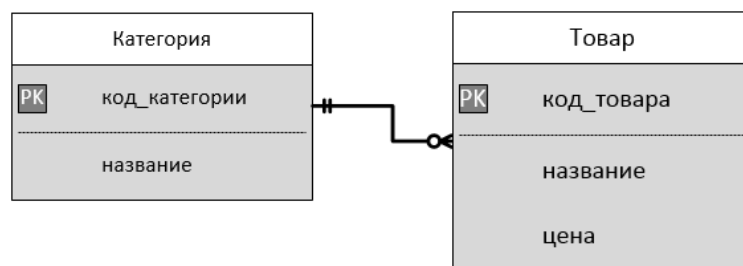 Категория
PK код_категории
название
Товар
PK код_товара
название
цена